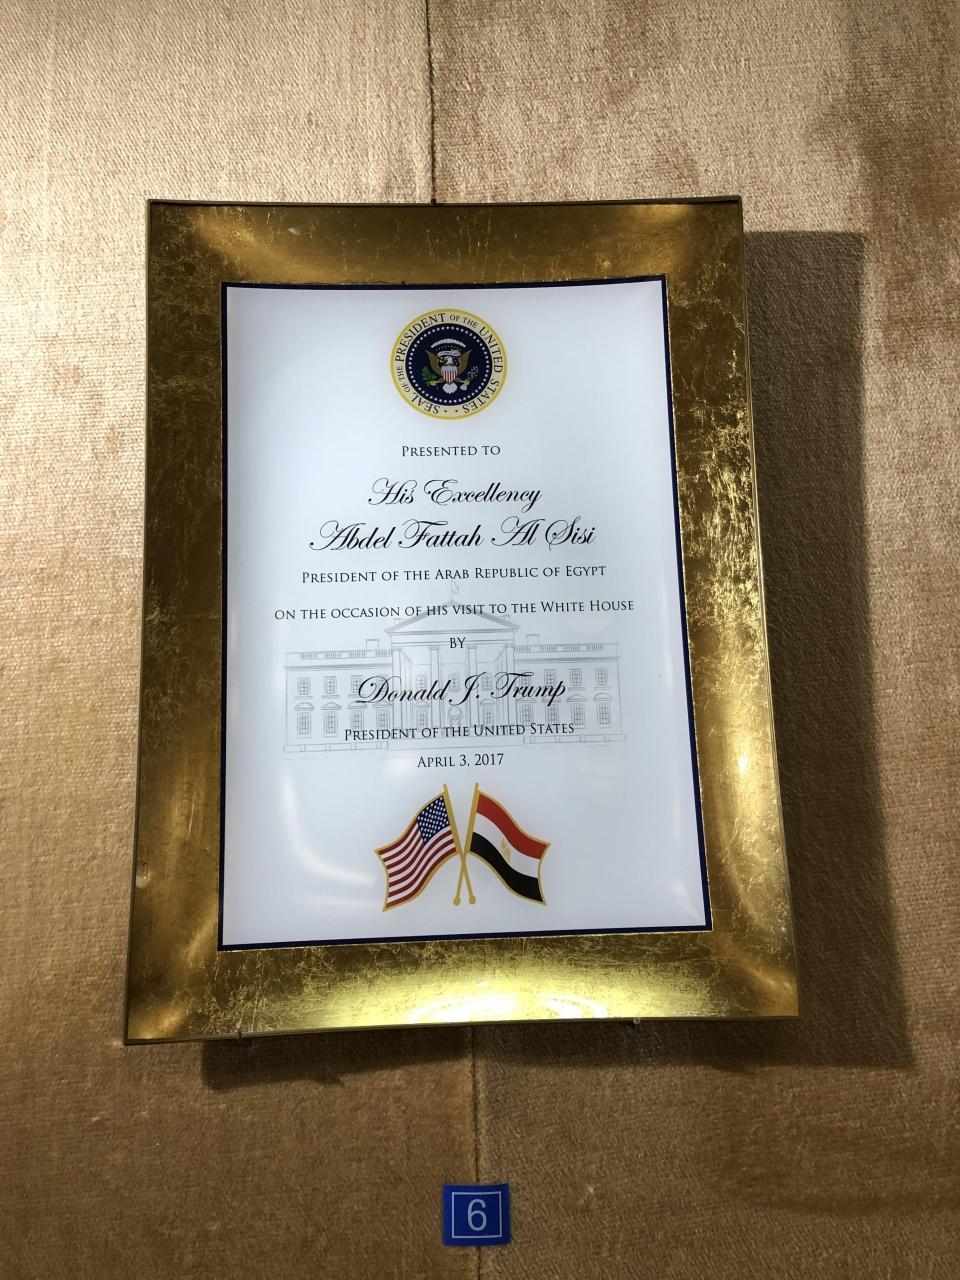 SEAL OF THE PRESIDENT OF THE UNITED STATES
PRESENTED TO
His Excellency
Abdel Fattah Al Sisi
PRESIDENT OF THE ARAB REPUBLIC OF EGYPT
ON THE OCCASION OF HIS VISIT TO THE WHITE HOUSE
BY
Donald J. Trump
PRESIDENT OF THE UNITED STATES
APRIL 3, 2017
6